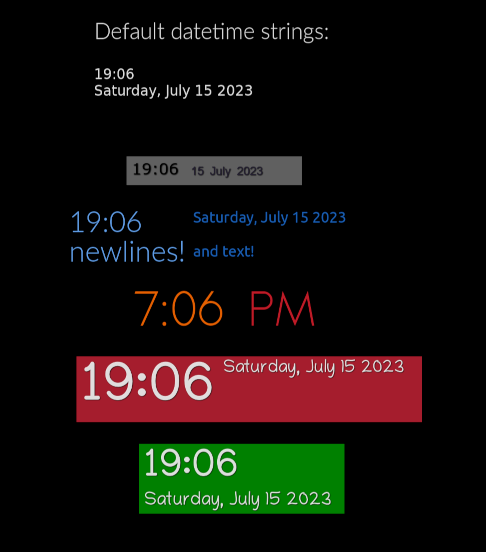 Default datetime strings:
19:06
Saturday, July 15 2023
19:06 15 July 2023
19:06 Saturday, July 15 2023
newlines! and text!
7:06 PM
19:06 Saturday, July 15 2023
19:06
Saturday, July 15 2023